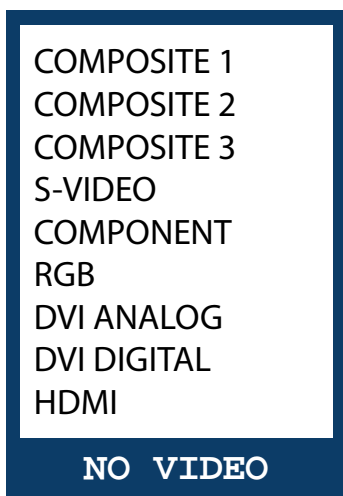 COMPOSITE 1
COMPOSITE 2
COMPOSITE 3
S-VIDEO
COMPONENT
RGB
DVI ANALOG
DVI DIGITAL
HDMI
NO VIDEO